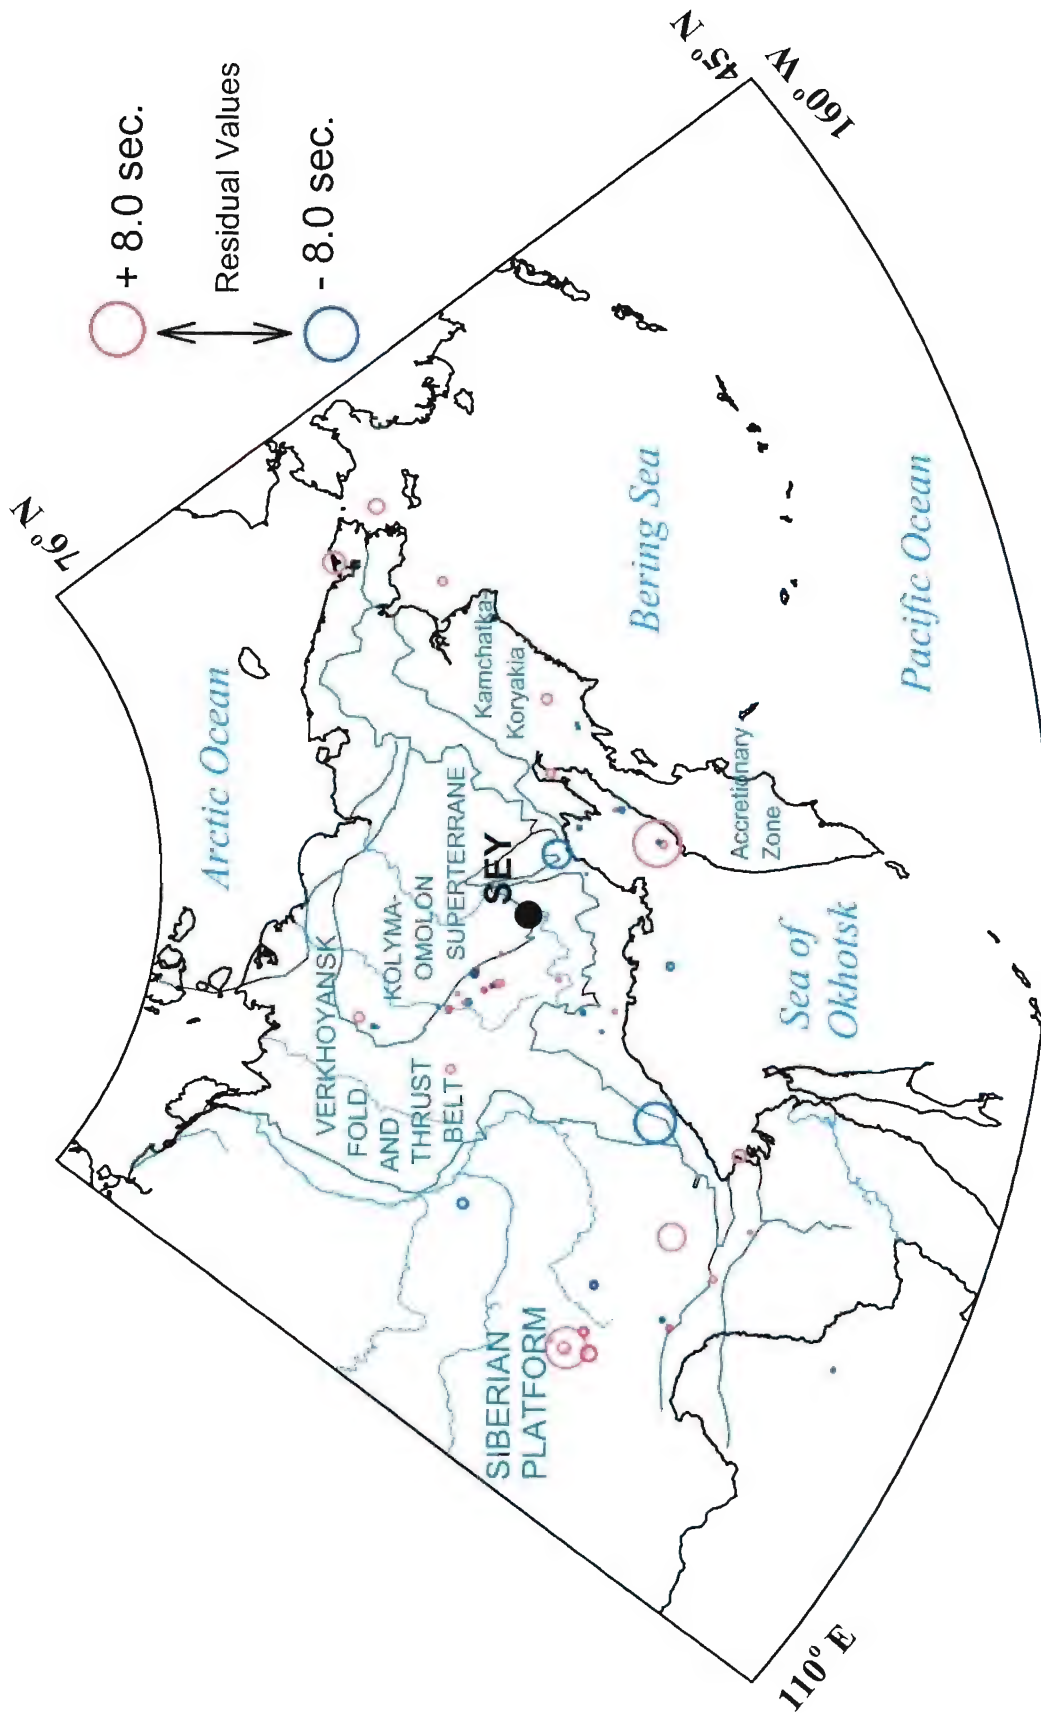 + 8.0 sec.
Residual Values
- 8.0 sec.
76° N
45° N
160° W
110° E
Arctic Ocean
Bering Sea
Pacific Ocean
Sea of
Okhotsk
VERKHOYANSK
FOLD
AND
THRUST
BELT
KOLYMA-
OMOLON
SUPERTERRANE
SEY
Kamchatka-
Koryakia
Accretionary
Zone
SIBERIAN
PLATFORM